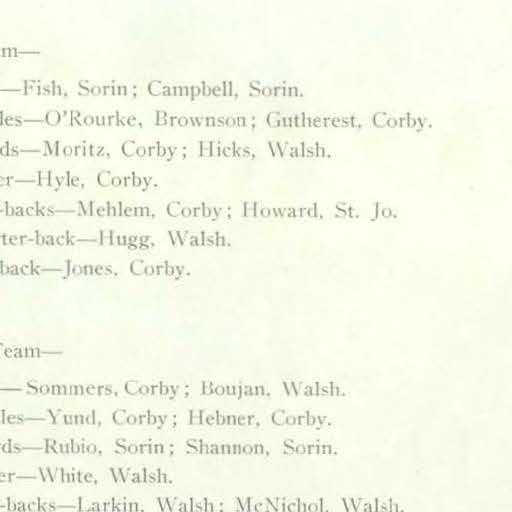 m—
—Fish, Sorin; Campbell, Sorin.
les—O'Rourke, Brownson; Gutherest, Corby.
ds—Moritz, Corby; Hicks, Walsh.
er—Hyle, Corby.
-backs—Mehlem, Corby; Howard, St. Jo.
ter-back—Hugg, Walsh.
back—Jones, Corby.
Team—
—Sommers, Corby; Boujan, Walsh.
les—Yund, Corby; Hebner, Corby.
ds—Rubio, Sorin; Shannon, Sorin.
er—White, Walsh.
-backs—Larkin, Walsh; McNichol, Walsh.